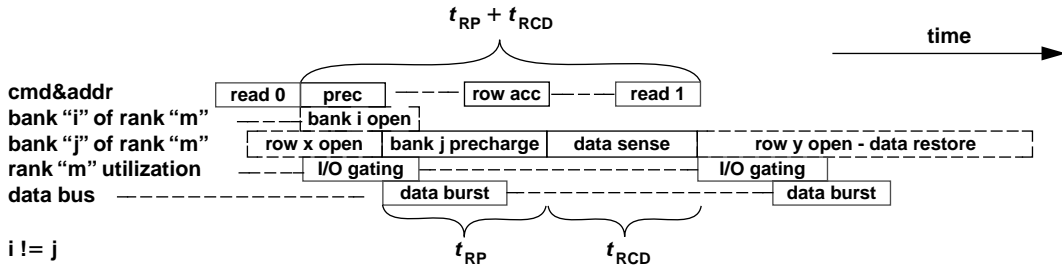 tRP + tRCD
time
cmd&addr read 0 prec row acc read 1
bank “i” of rank “m” bank i open
bank “j” of rank “m” row x open bank j precharge data sense row y open - data restore
rank “m” utilization I/O gating I/O gating
data bus data burst data burst
tRP tRCD
i != j